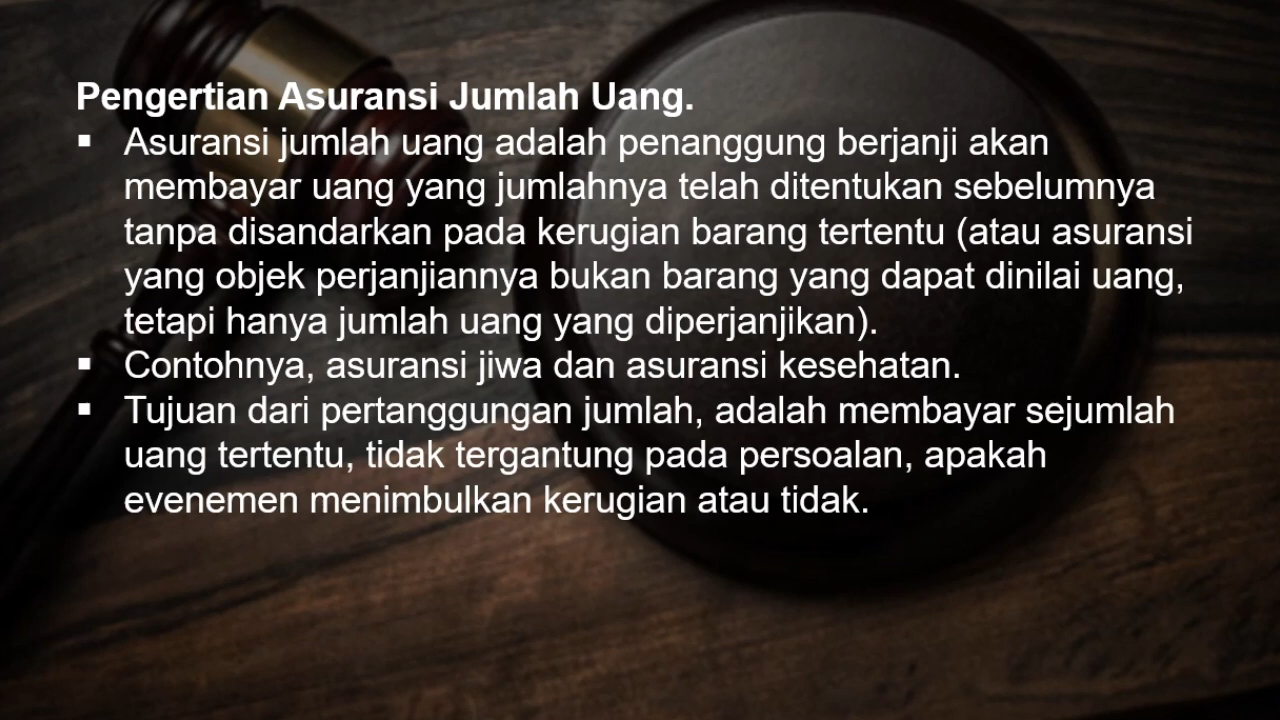 Pengertian Asuransi Jumlah Uang.
▪ Asuransi jumlah uang adalah penanggung berjanji akan
membayar uang yang jumlahnya telah ditentukan sebelumnya
tanpa disandarkan pada kerugian barang tertentu (atau asuransi
yang objek perjanjiannya bukan barang yang dapat dinilai uang,
tetapi hanya jumlah uang yang diperjanjikan).
▪ Contohnya, asuransi jiwa dan asuransi kesehatan.
▪ Tujuan dari pertanggungan jumlah, adalah membayar sejumlah
uang tertentu, tidak tergantung pada persoalan, apakah
evenemen menimbulkan kerugian atau tidak.